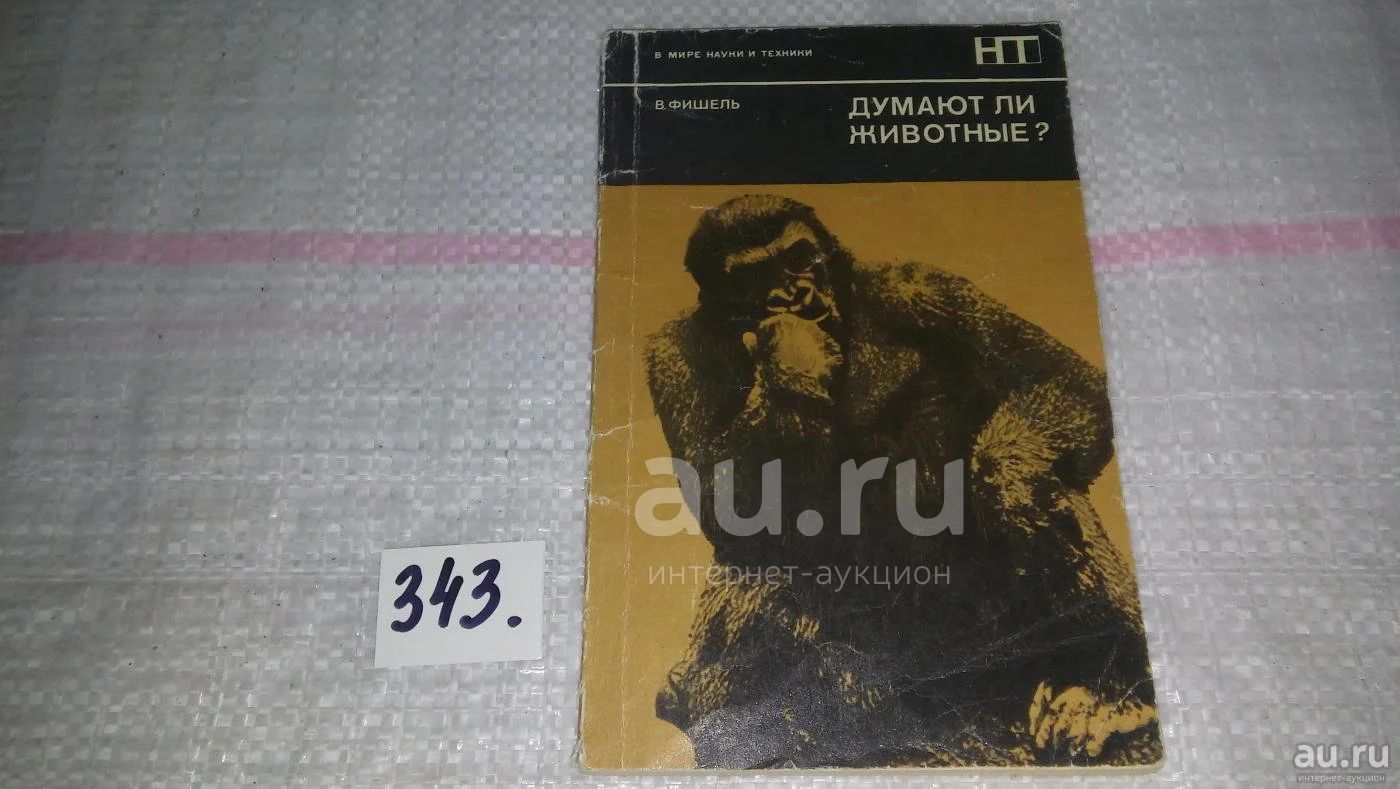 В МИРЕ НАУКИ И ТЕХНИКИ
НТ
В. ФИШЕЛЬ
ДУМАЮТ ЛИ
ЖИВОТНЫЕ?
au.ru
интернет-аукцион
343.
au.ru
интернет-аукцион